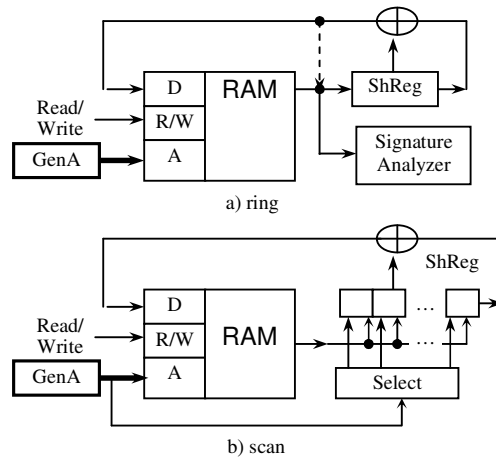 D
RAM
ShReg
Read/
Write
R/W
GenA
A
Signature
Analyzer
a) ring
ShReg
D
...
Read/
Write
R/W
RAM
...
GenA
A
Select
b) scan